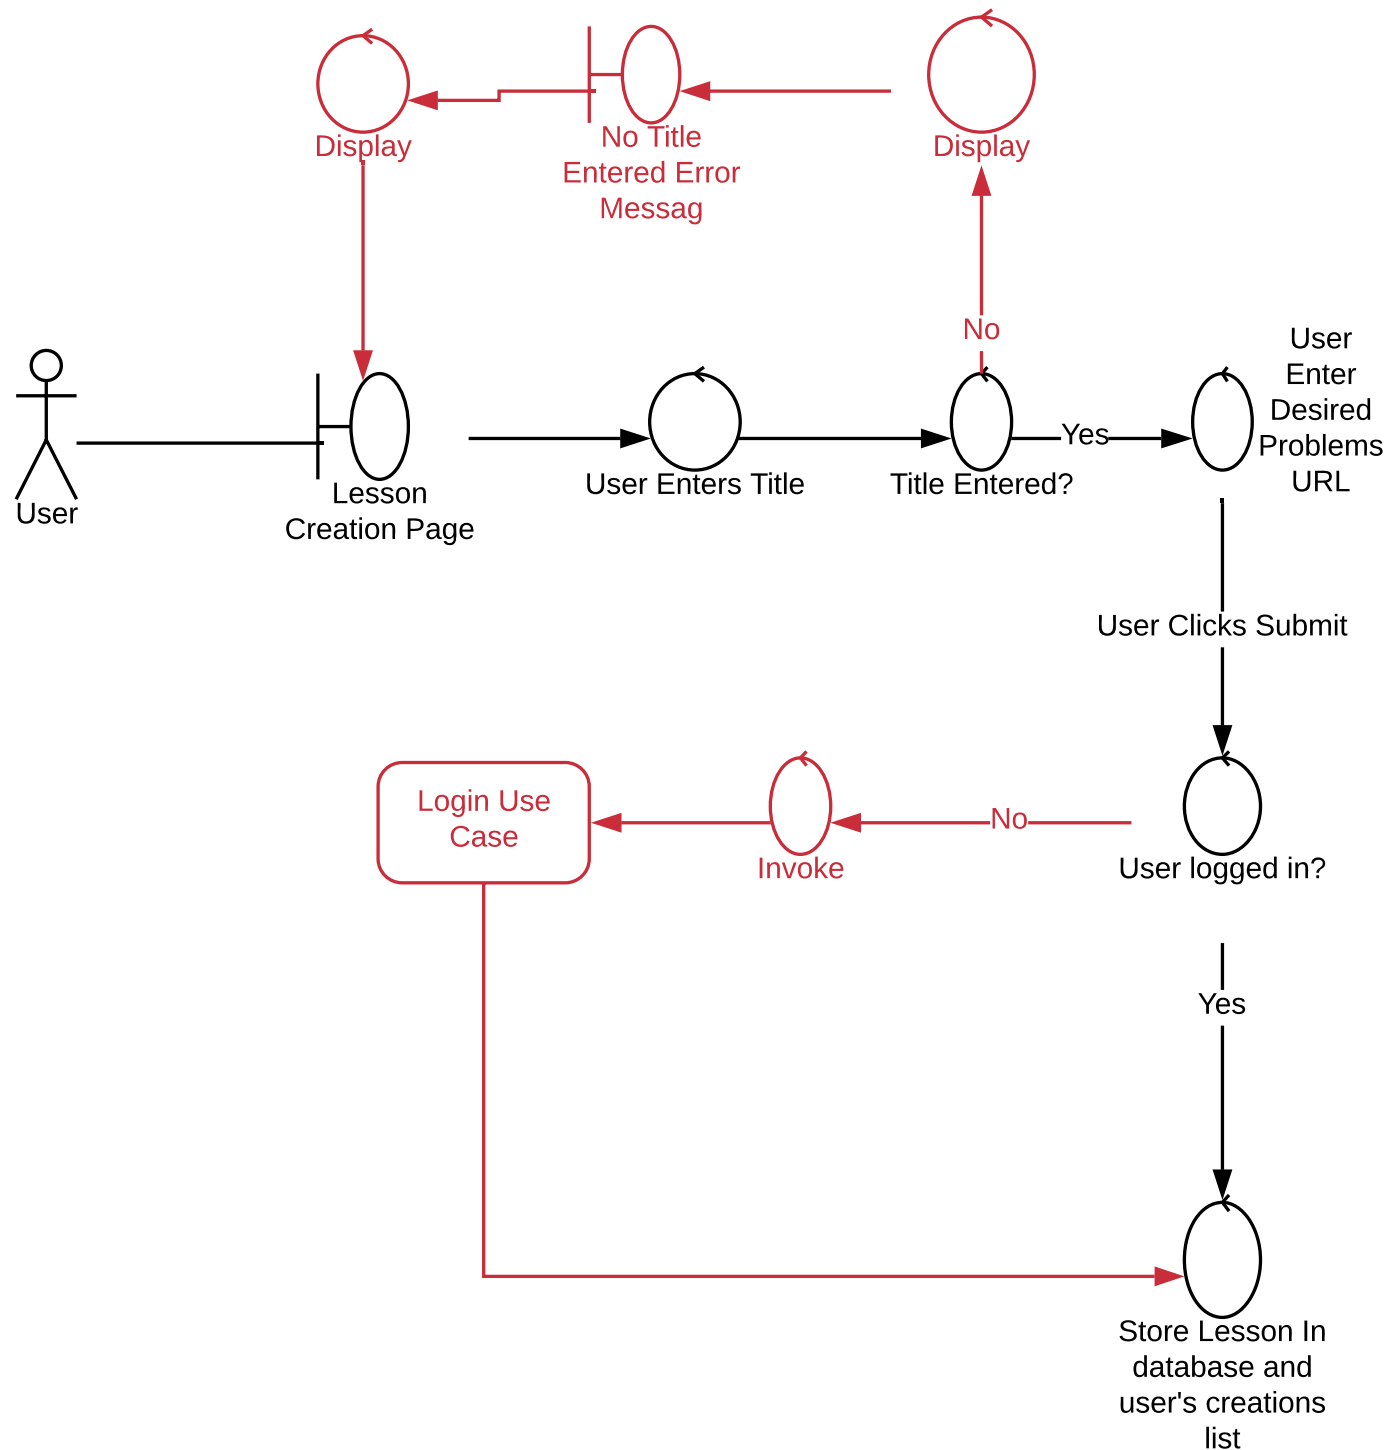 Display
No Title
Entered Error
Messag
Display
No
User
Enter
Desired
Problems
URL
User
Lesson
Creation Page
User Enters Title
Title Entered?
Yes
User Clicks Submit
Login Use
Case
Invoke
No
User logged in?
Yes
Store Lesson In
database and
user's creations
list